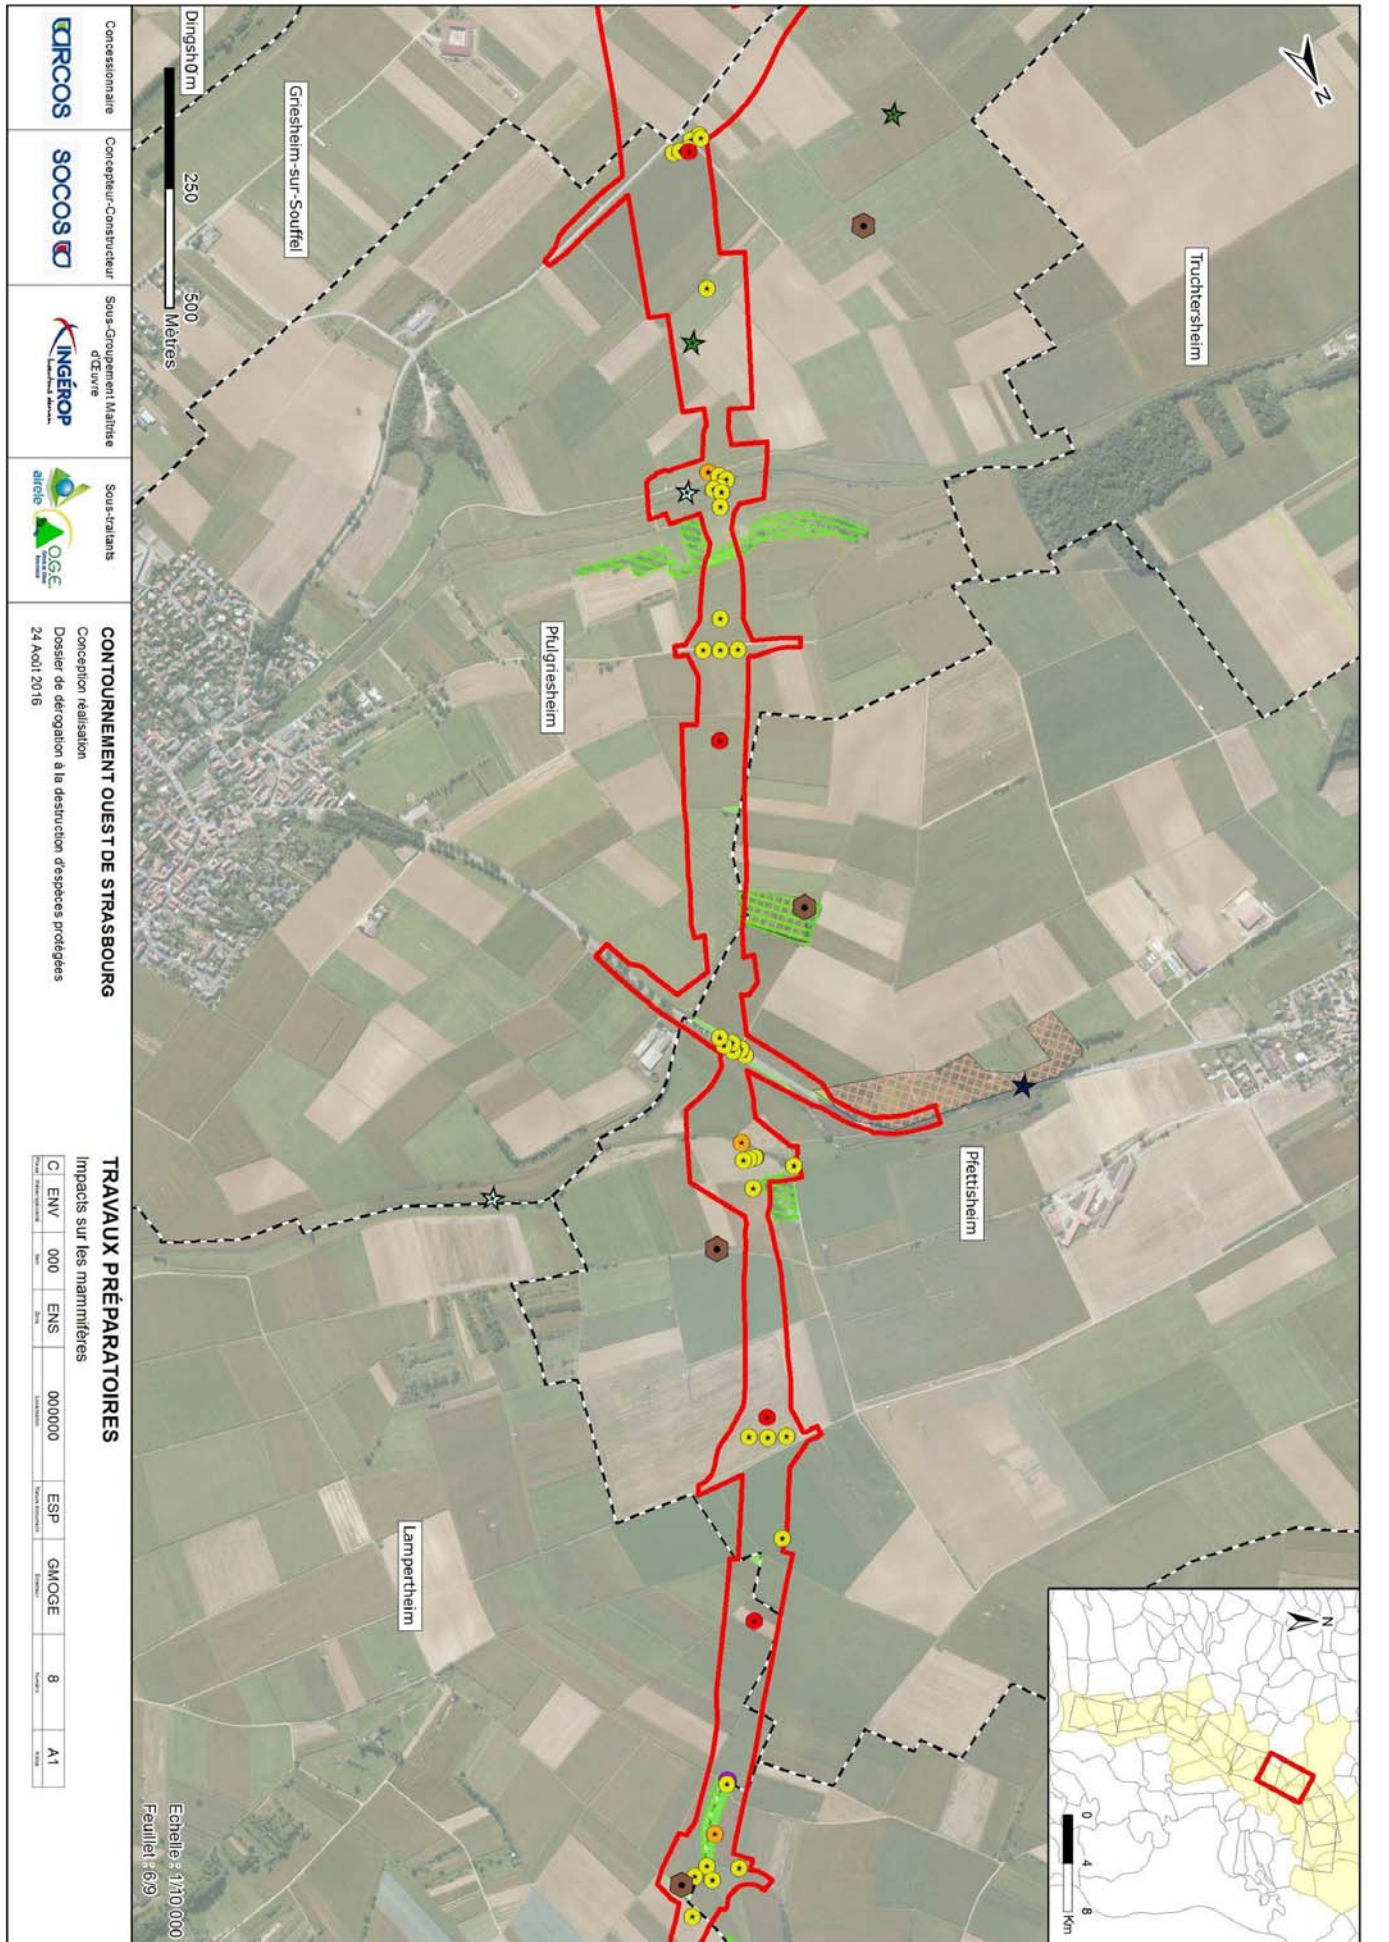 N
Truchtersheim
Griesheim-sur-Souffel
Dingsh
0
m
250
500
Mètres
Pfulgriesheim
Pfettisheim
Lampertheim
N
0
4
8
Km
Echelle : 1/10 000
Feuillet : 6/9
Concessionnaire
ARCOS
Concepteur-Constructeur
SOCOS
Sous-Groupement Maîtrise
d'Œuvre
INGÉROP
Sous-traitants
airele
O.G.E.
CONTOURNEMENT OUEST DE STRASBOURG
Conception réalisation
Dossier de dérogation à la destruction d'espèces protégées
24 Août 2016
TRAVAUX PRÉPARATOIRES
Impacts sur les mammifères
C ENV 000 ENS 000000 ESP GMOGE 8 A1